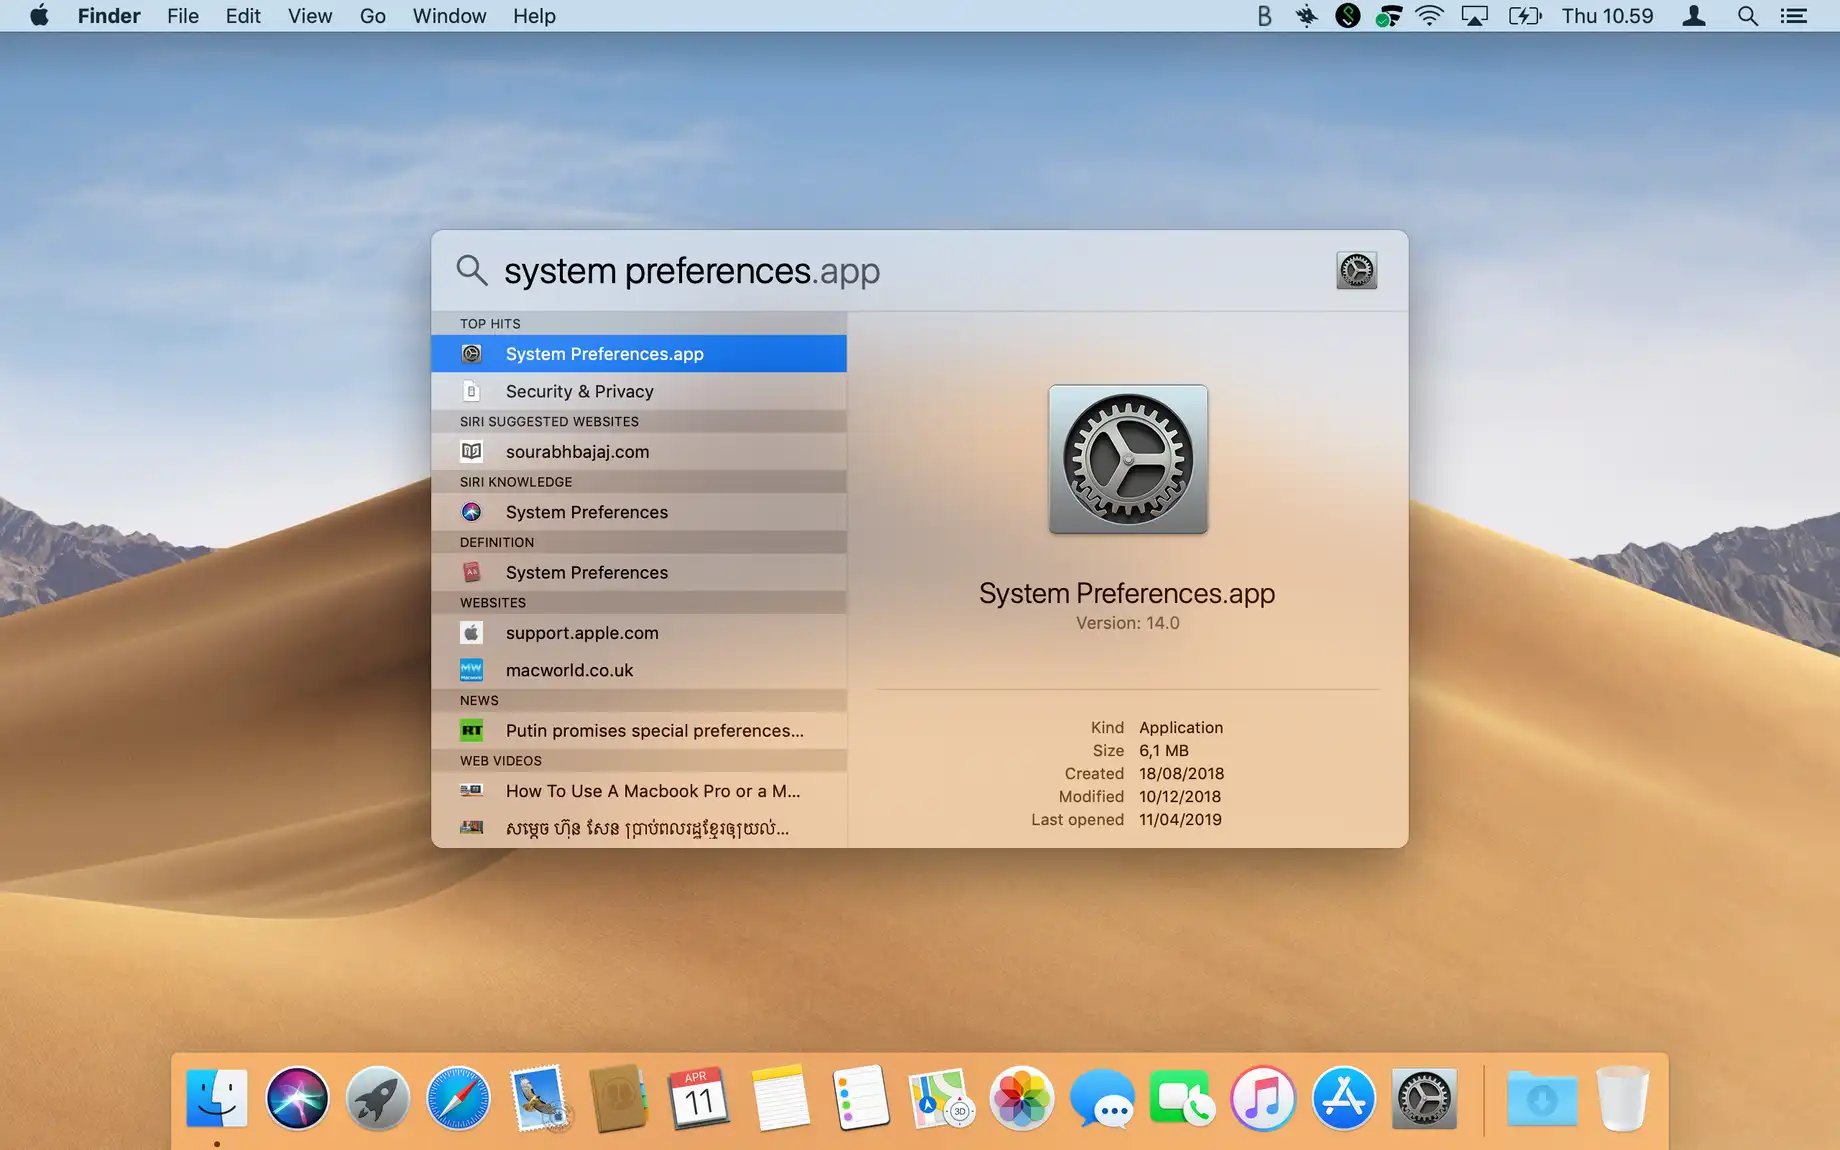 Finder File Edit View Go Window Help Thu 10.59
system preferences.app
TOP HITS
System Preferences.app
Security & Privacy
SIRI SUGGESTED WEBSITES
sourabhbajaj.com
SIRI KNOWLEDGE
System Preferences
DEFINITION
System Preferences
WEBSITES
support.apple.com
MW
macworld.co.uk
NEWS
RT
Putin promises special preferences...
WEB VIDEOS
How To Use A Macbook Pro or a M...
សម្តេច ហ៊ុន សែន ប្រាប់ពលរដ្ឋខ្មែរឲ្យយល់...
System Preferences.app
Version: 14.0
Kind Application
Size 6,1 MB
Created 18/08/2018
Modified 10/12/2018
Last opened 11/04/2019
APR
11
3D